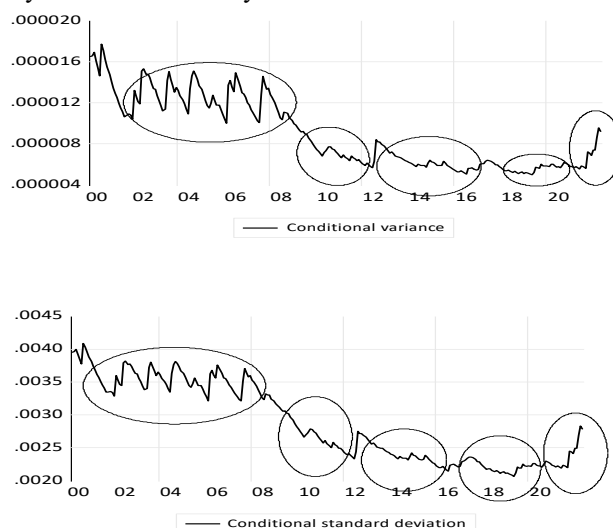 .000020
.000016
.000012
.000008
.000004
00 02 04 06 08 10 12 14 16 18 20
Conditional variance
.0045
.0040
.0035
.0030
.0025
.0020
00 02 04 06 08 10 12 14 16 18 20
Conditional standard deviation